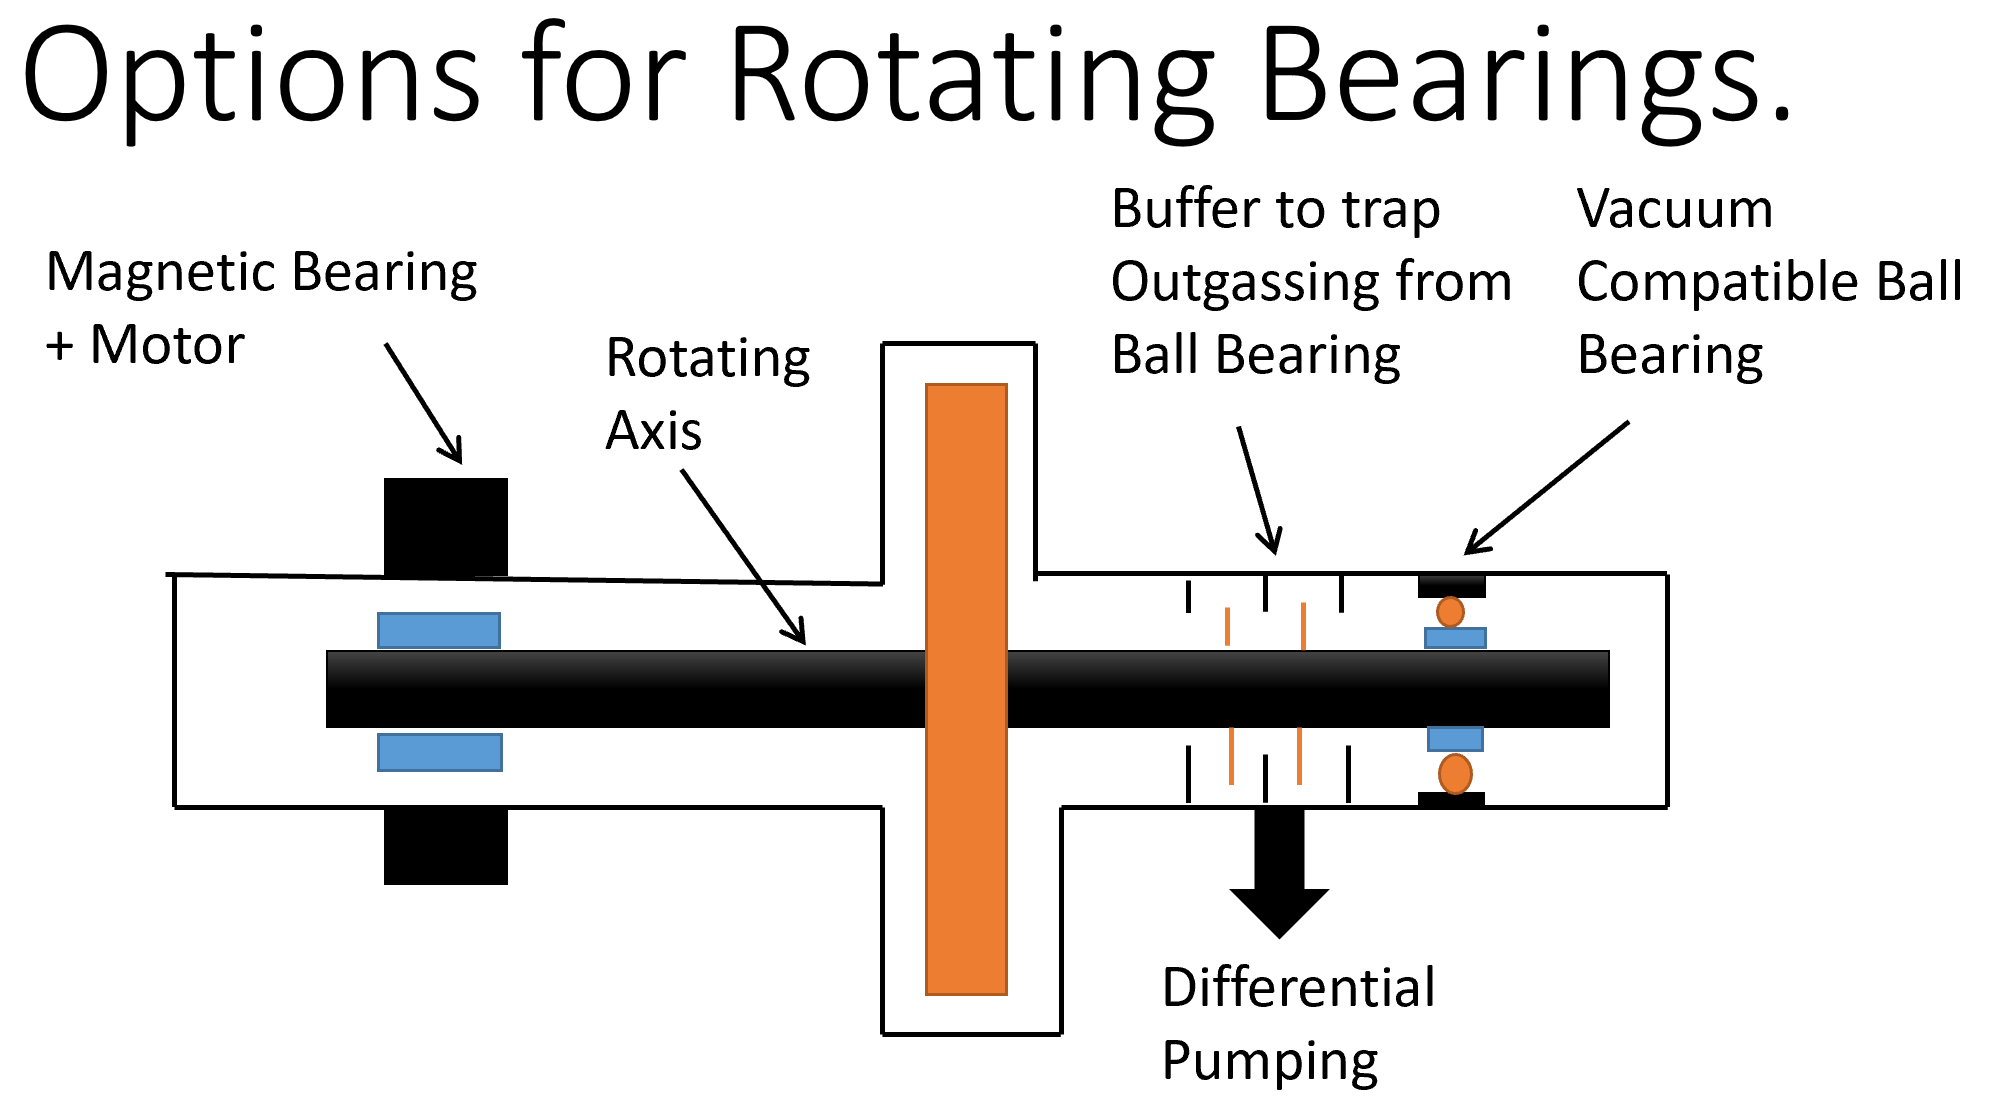 Options for Rotating Bearings.
Magnetic Bearing
+ Motor
Rotating
Axis
Buffer to trap
Outgassing from
Ball Bearing
Vacuum
Compatible Ball
Bearing
Differential
Pumping